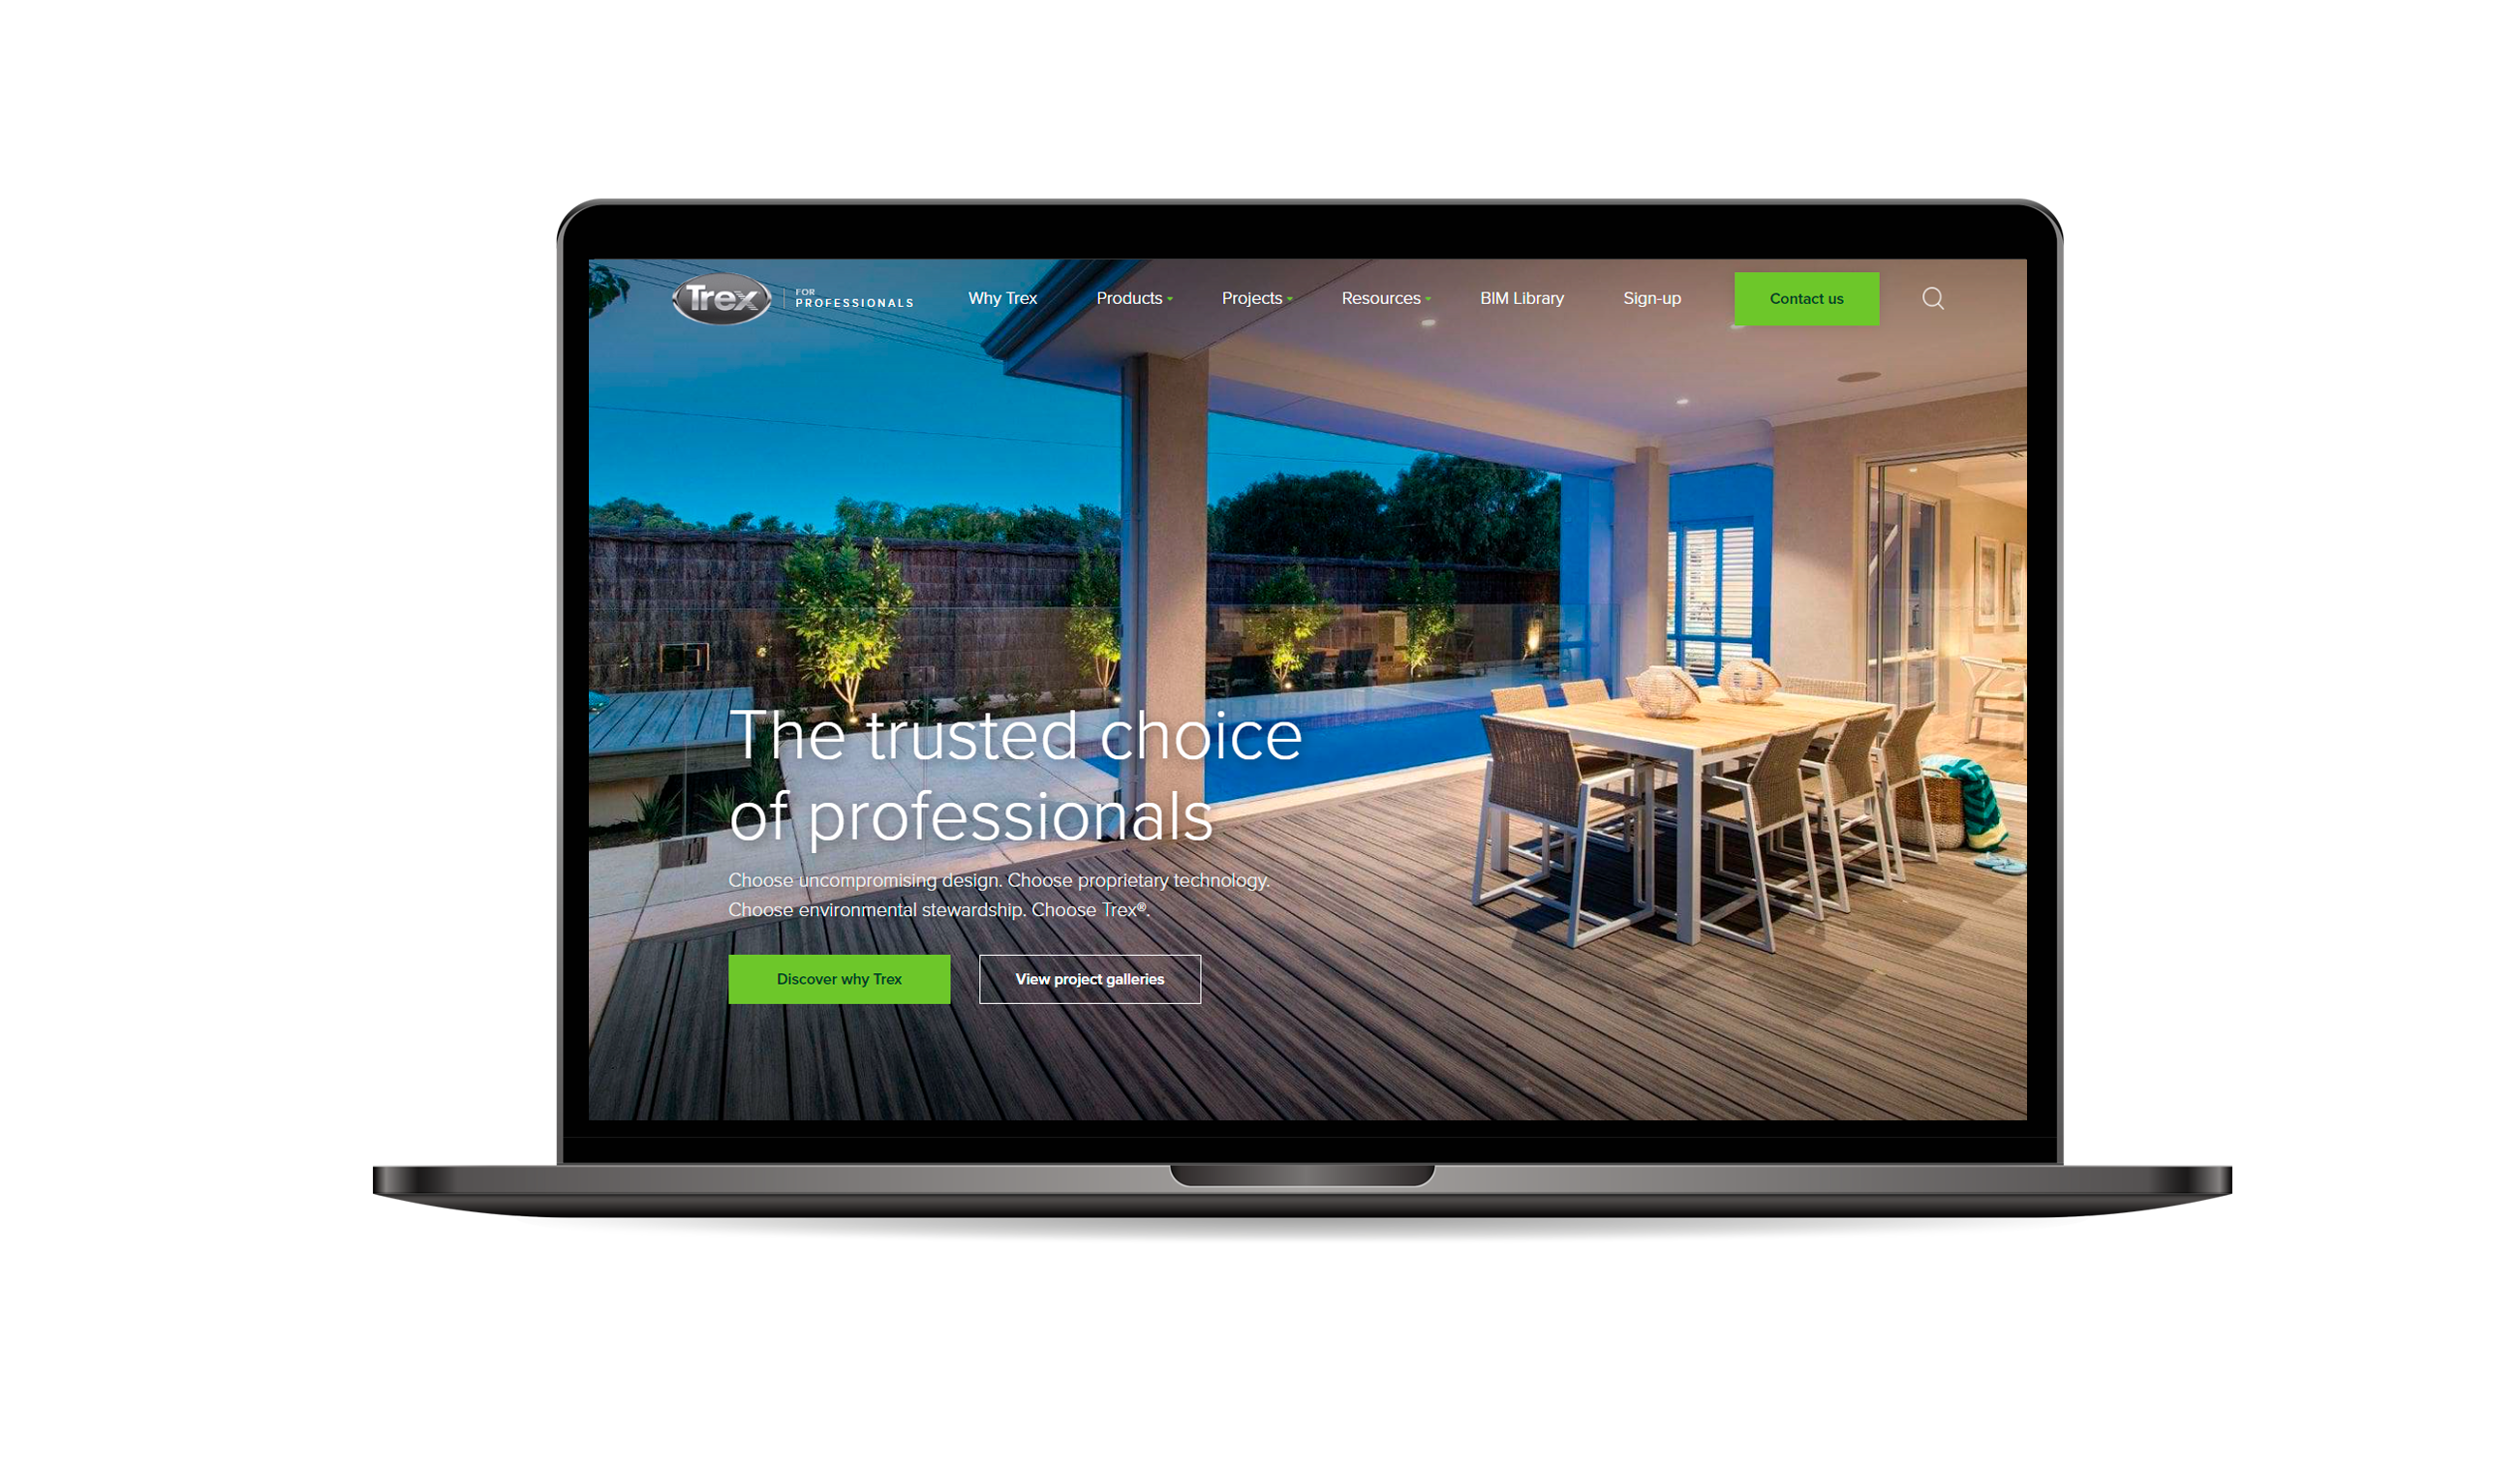 Trex
FOR
PROFESSIONALS
Why Trex
Products
Projects
Resources
BIM Library
Sign-up
Contact us
The trusted choice
of professionals
Choose uncompromising design. Choose proprietary technology.
Choose environmental stewardship. Choose Trex®.
Discover why Trex
View project galleries